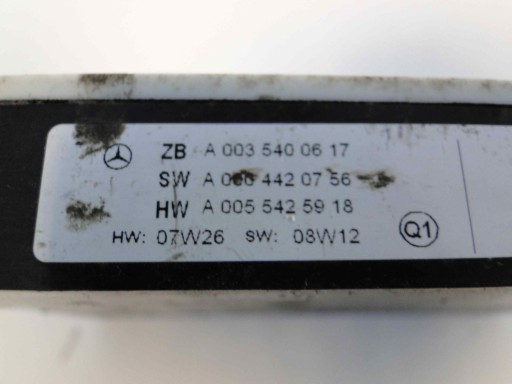 ZB A 003 540 06 17
SW A 000 442 07 56
HW A 005 542 59 18
HW: 07W26 SW: 08W12 Q1